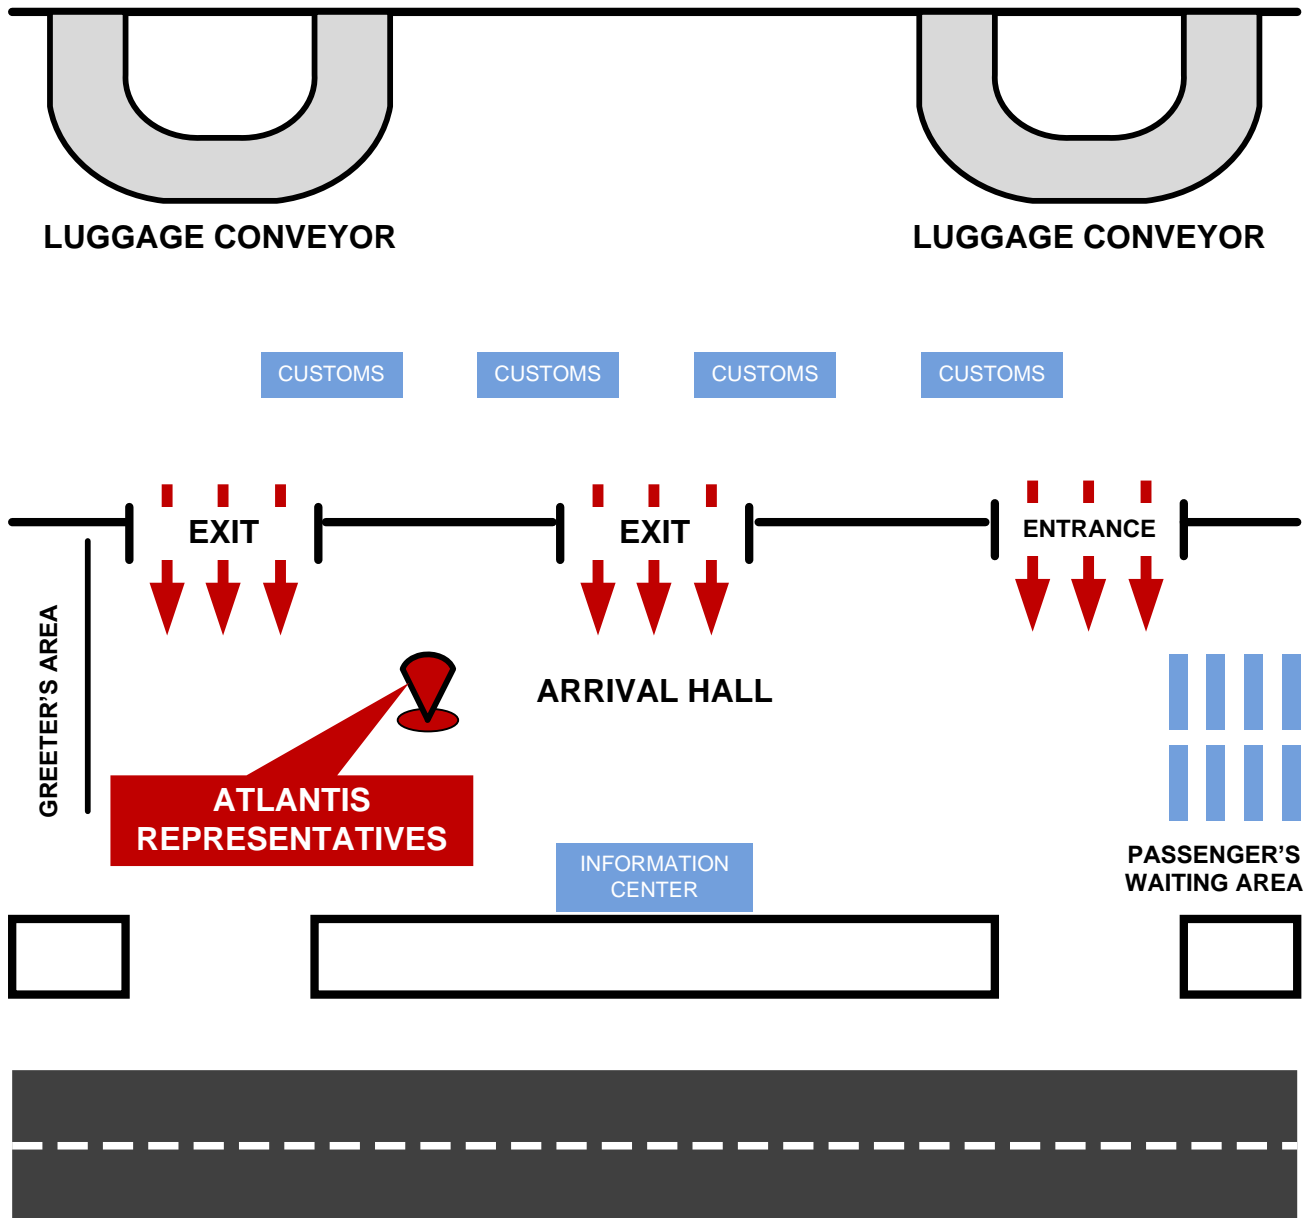 LUGGAGE CONVEYOR
LUGGAGE CONVEYOR
CUSTOMS
CUSTOMS
CUSTOMS
CUSTOMS
EXIT
EXIT
ENTRANCE
GREETER'S AREA
ARRIVAL HALL
ATLANTIS
REPRESENTATIVES
INFORMATION
CENTER
PASSENGER'S
WAITING AREA